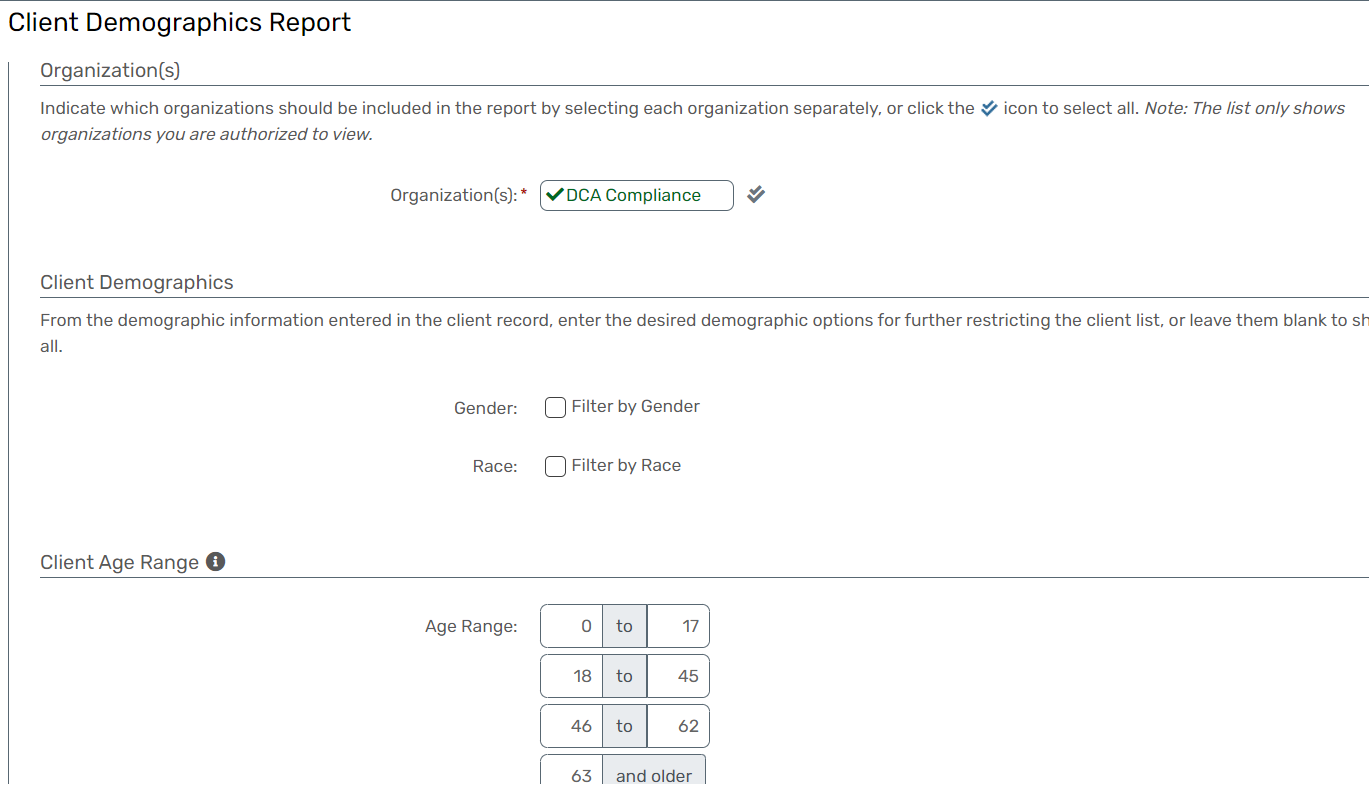 Client Demographics Report
Organization(s)
Indicate which organizations should be included in the report by selecting each organization separately, or click the icon to select all. Note: The list only shows
organizations you are authorized to view.
Organization(s):* DCA Compliance
Client Demographics
From the demographic information entered in the client record, enter the desired demographic options for further restricting the client list, or leave them blank to sh
all.
Gender: Filter by Gender
Race: Filter by Race
Client Age Range
Age Range: 0 to 17
18 to 45
46 to 62
63 and older